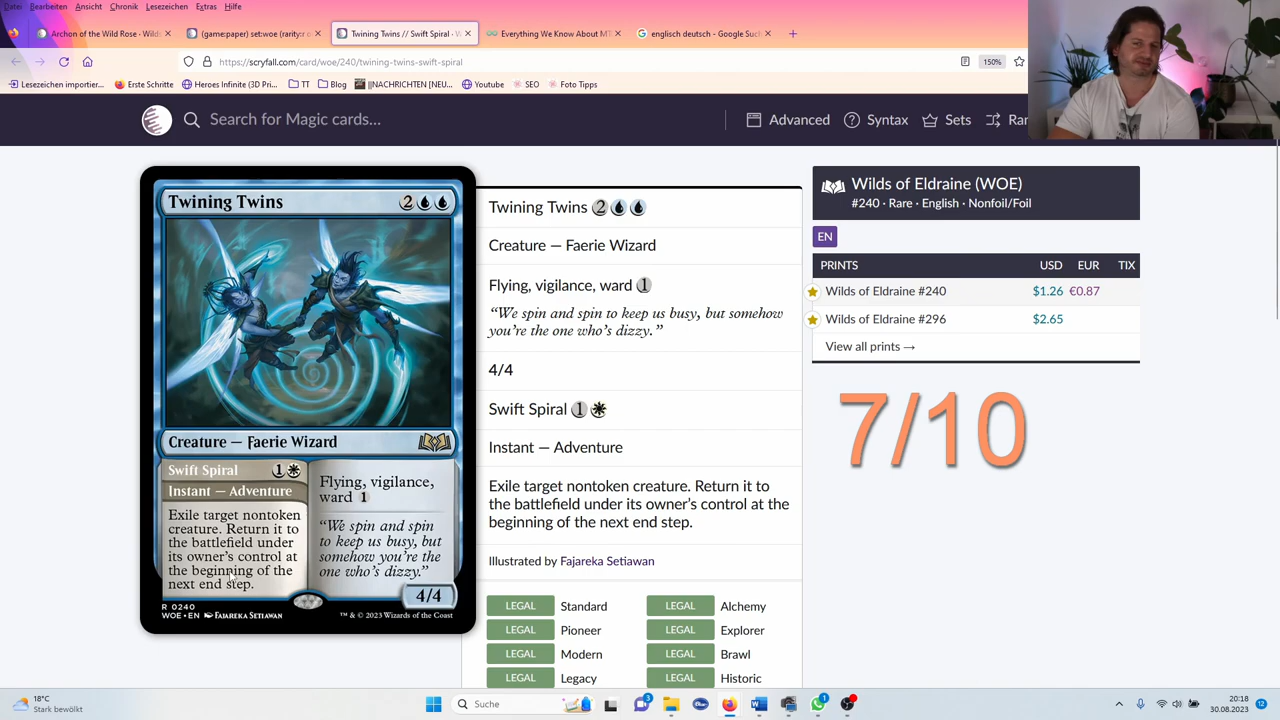 Datei Bearbeiten Ansicht Chronik Lesezeichen Extras Hilfe
Archon of the Wild Rose · Wilds
(game:paper) set:woe (rarity:r
Twining Twins // Swift Spiral · W
Everything We Know About MT
englisch deutsch - Google Suc
https://scryfall.com/card/woe/240/twining-twins-swift-spiral
150%
Lesezeichen importier...
Erste Schritte
Heroes Infinite (3D Pri...
TT
Blog
||NACHRICHTEN [NEU...
Youtube
SEO
Foto Tipps
Search for Magic cards...
Advanced
Syntax
Sets
Ran
Twining Twins 2
Creature — Faerie Wizard
Swift Spiral 1
Instant — Adventure
Exile target nontoken
creature. Return it to
the battlefield under
its owner's control at
the beginning of the
next end step.
Flying, vigilance,
ward 1
“We spin and spin
to keep us busy, but
somehow you're the
one who's dizzy.”
4/4
R 0240
WOE • EN FAJAREKA SETIAWAN
™ & © 2023 Wizards of the Coast
Twining Twins 2
Creature — Faerie Wizard
Flying, vigilance, ward 1
“We spin and spin to keep us busy, but somehow
you’re the one who’s dizzy.”
4/4
Swift Spiral 1
Instant — Adventure
Exile target nontoken creature. Return it to
the battlefield under its owner’s control at the
beginning of the next end step.
Illustrated by Fajareka Setiawan
LEGAL Standard
LEGAL Alchemy
LEGAL Pioneer
LEGAL Explorer
LEGAL Modern
LEGAL Brawl
LEGAL Legacy
LEGAL Historic
Wilds of Eldraine (WOE)
#240 · Rare · English · Nonfoil/Foil
EN
PRINTS USD EUR TIX
Wilds of Eldraine #240 $1.26 €0.87
Wilds of Eldraine #296 $2.65
View all prints →
7/10
18°C
Stark bewölkt
Suche
3
1
20:18
30.08.2023
12